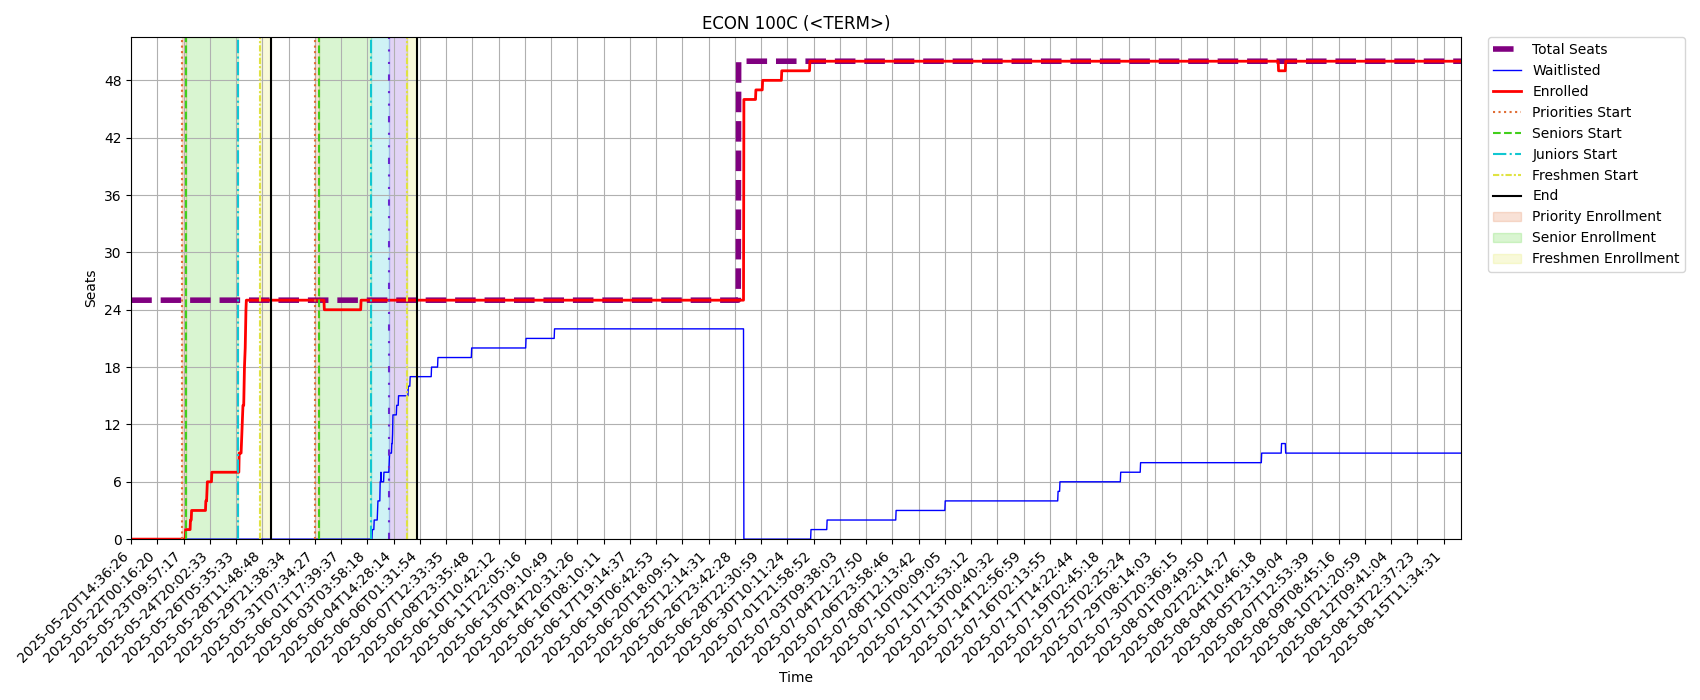 ECON 100C (<TERM>)
Seats
48
42
36
30
24
18
12
6
0
2025-05-20T14:36:26
2025-05-22T00:16:20
2025-05-23T09:57:17
2025-05-24T20:02:33
2025-05-26T05:35:33
2025-05-28T11:48:48
2025-05-29T21:38:34
2025-05-31T07:34:27
2025-06-01T17:39:37
2025-06-03T03:58:18
2025-06-04T14:28:14
2025-06-06T01:31:54
2025-06-07T12:33:35
2025-06-08T23:35:48
2025-06-10T10:42:12
2025-06-11T22:05:16
2025-06-13T09:10:49
2025-06-14T20:31:26
2025-06-16T08:10:11
2025-06-17T19:14:37
2025-06-19T06:42:53
2025-06-20T18:09:51
2025-06-25T12:14:31
2025-06-26T23:42:28
2025-06-28T22:30:59
2025-06-30T10:11:24
2025-07-01T21:58:52
2025-07-03T09:38:03
2025-07-04T21:27:50
2025-07-06T23:58:46
2025-07-08T12:13:42
2025-07-10T00:09:05
2025-07-11T12:53:12
2025-07-13T00:40:32
2025-07-14T12:56:59
2025-07-16T02:13:55
2025-07-17T14:22:44
2025-07-19T02:45:18
2025-07-25T02:25:24
2025-07-29T08:14:03
2025-07-30T20:36:15
2025-08-01T09:49:50
2025-08-02T22:14:27
2025-08-04T10:46:18
2025-08-05T23:19:04
2025-08-07T12:53:39
2025-08-09T08:45:16
2025-08-10T21:20:59
2025-08-12T09:41:04
2025-08-13T22:37:23
2025-08-15T11:34:31
Time
Total Seats
Waitlisted
Enrolled
Priorities Start
Seniors Start
Juniors Start
Freshmen Start
End
Priority Enrollment
Senior Enrollment
Freshmen Enrollment